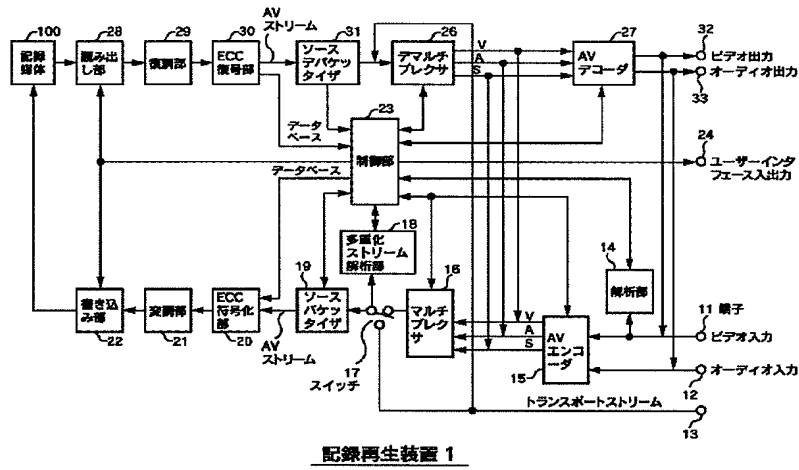 100
記録
媒体
28
読み出
し部
29
復調部
30
ECC
復号部
AV
ストリーム
31
ソース
デパケッ
タイザ
26
デマルチ
プレクサ
V
A
S
27
AV
デコーダ
32
ビデオ出力
オーディオ出力
33
データ
ベース
23
制御部
24
ユーザーインタ
フェース入出力
データベース
18
多重化
ストリーム
解析部
14
解析部
書き込
み部
22
変調部
21
ECC
符号化
部
20
AV
ストリーム
19
ソース
パケッ
タイザ
17
スイッチ
16
マルチ
プレク
サ
V
A
S
AV
エンコ
ーダ
15
11 端子
ビデオ入力
オーディオ入力
12
トランスポートストリーム
13
記録再生装置 1